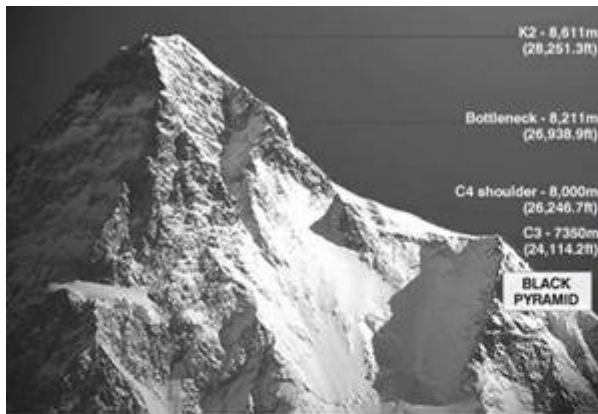 K2 - 8,611m
(28,251.3ft)
Bottleneck - 8,211m
(26,938.9ft)
C4 shoulder - 8,000m
(26,246.7ft)
C3 - 7350m
(24,114.2ft)
BLACK
PYRAMID